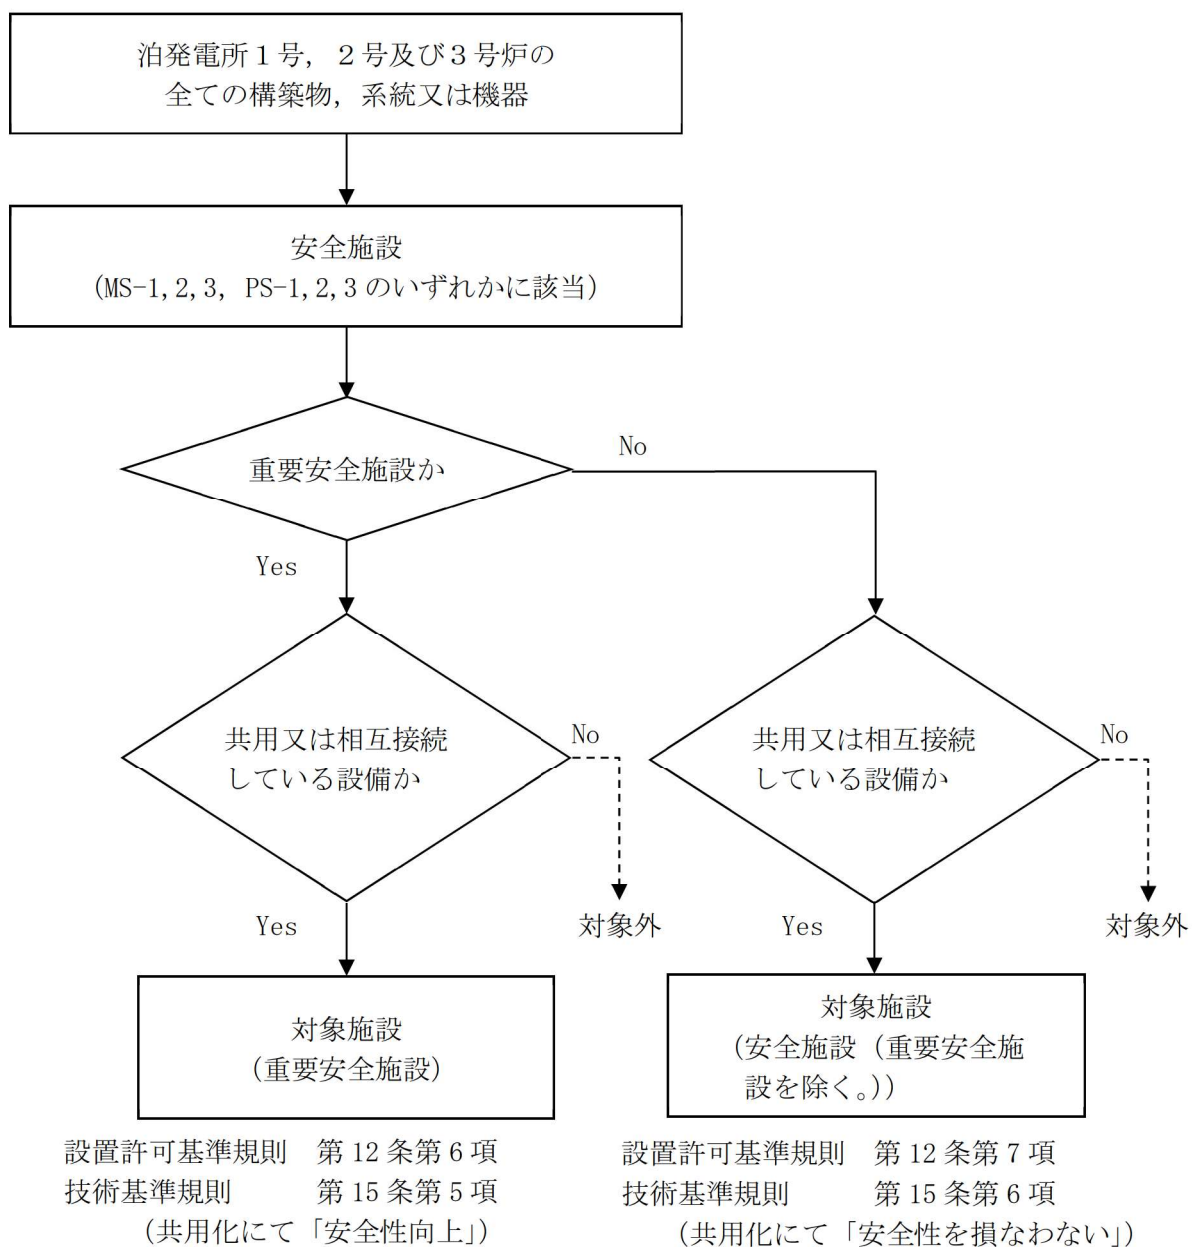 泊発電所１号，２号及び３号炉の
全ての構築物，系統又は機器
安全施設
（MS-1,2,3，PS-1,2,3 のいずれかに該当）
重要安全施設か
No
Yes
共用又は相互接続
している設備か
No
共用又は相互接続
している設備か
No
Yes
対象外
Yes
対象外
対象施設
（重要安全施設）
対象施設
（安全施設（重要安全施
設を除く。））
設置許可基準規則　第 12 条第 6 項
技術基準規則　第 15 条第 5 項
（共用化にて「安全性向上」）
設置許可基準規則　第 12 条第 7 項
技術基準規則　第 15 条第 6 項
（共用化にて「安全性を損なわない」）